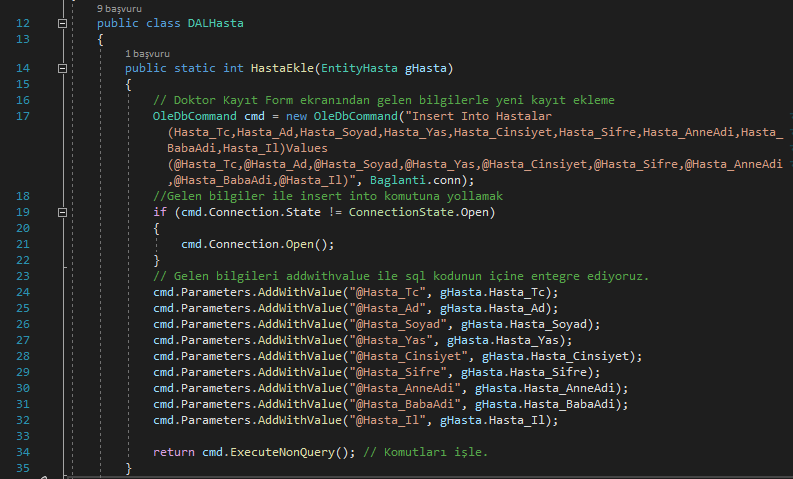 9 başvuru
12 public class DALHasta
13 {
1 başvuru
14 public static int HastaEkle(EntityHasta gHasta)
15 {
16 // Doktor Kayıt Form ekranından gelen bilgilerle yeni kayıt ekleme
17 OleDbCommand cmd = new OleDbCommand("Insert Into Hastalar
(Hasta_Tc,Hasta_Ad,Hasta_Soyad,Hasta_Yas,Hasta_Cinsiyet,Hasta_Sifre,Hasta_AnneAdi,Hasta_
BabaAdi,Hasta_Il)Values
(@Hasta_Tc,@Hasta_Ad,@Hasta_Soyad,@Hasta_Yas,@Hasta_Cinsiyet,@Hasta_Sifre,@Hasta_AnneAdi
,@Hasta_BabaAdi,@Hasta_Il)", Baglanti.conn);
18 //Gelen bilgiler ile insert into komutuna yollamak
19 if (cmd.Connection.State != ConnectionState.Open)
20 {
21 cmd.Connection.Open();
22 }
23 // Gelen bilgileri addwithvalue ile sql kodunun içine entegre ediyoruz.
24 cmd.Parameters.AddWithValue("@Hasta_Tc", gHasta.Hasta_Tc);
25 cmd.Parameters.AddWithValue("@Hasta_Ad", gHasta.Hasta_Ad);
26 cmd.Parameters.AddWithValue("@Hasta_Soyad", gHasta.Hasta_Soyad);
27 cmd.Parameters.AddWithValue("@Hasta_Yas", gHasta.Hasta_Yas);
28 cmd.Parameters.AddWithValue("@Hasta_Cinsiyet", gHasta.Hasta_Cinsiyet);
29 cmd.Parameters.AddWithValue("@Hasta_Sifre", gHasta.Hasta_Sifre);
30 cmd.Parameters.AddWithValue("@Hasta_AnneAdi", gHasta.Hasta_AnneAdi);
31 cmd.Parameters.AddWithValue("@Hasta_BabaAdi", gHasta.Hasta_BabaAdi);
32 cmd.Parameters.AddWithValue("@Hasta_Il", gHasta.Hasta_Il);
33
34 return cmd.ExecuteNonQuery(); // Komutları işle.
35 }